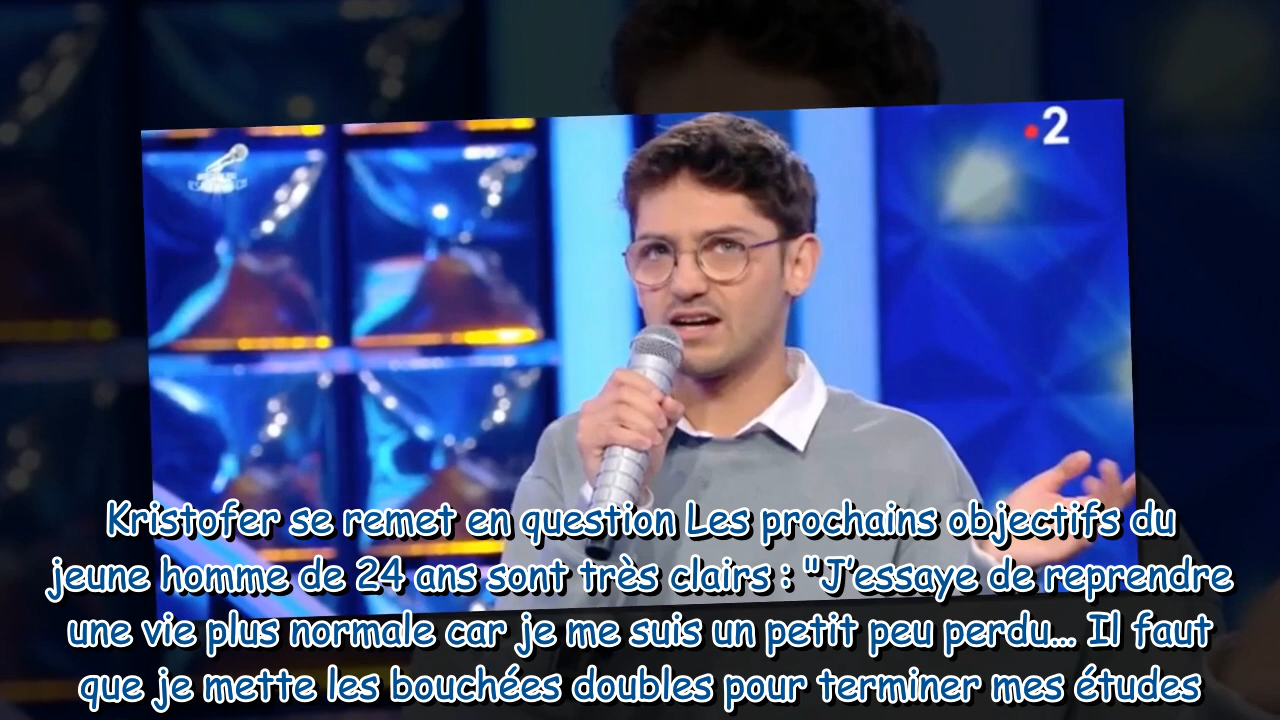 2
Kristofer se remet en question Les prochains objectifs du
jeune homme de 24 ans sont très clairs : "J’essaye de reprendre
une vie plus normale car je me suis un petit peu perdu... Il faut
que je mette les bouchées doubles pour terminer mes études